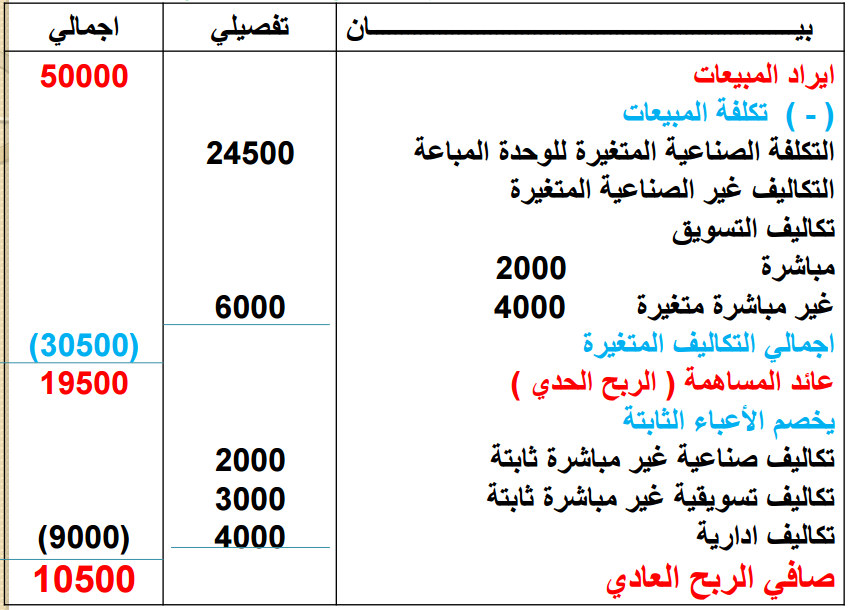 بيـــــــــــــــــــــــــــــــــان تفصيلي اجمالي
ايراد المبيعات 50000
( - ) تكلفة المبيعات
التكلفة الصناعية المتغيرة للوحدة المباعة 24500
التكاليف غير الصناعية المتغيرة
تكاليف التسويق
مباشرة 2000
غير مباشرة متغيرة 4000 6000
اجمالي التكاليف المتغيرة (30500)
عائد المساهمة ( الربح الحدي ) 19500
يخصم الأعباء الثابتة
تكاليف صناعية غير مباشرة ثابتة 2000
تكاليف تسويقية غير مباشرة ثابتة 3000
تكاليف ادارية 4000 (9000)
صافي الربح العادي 10500